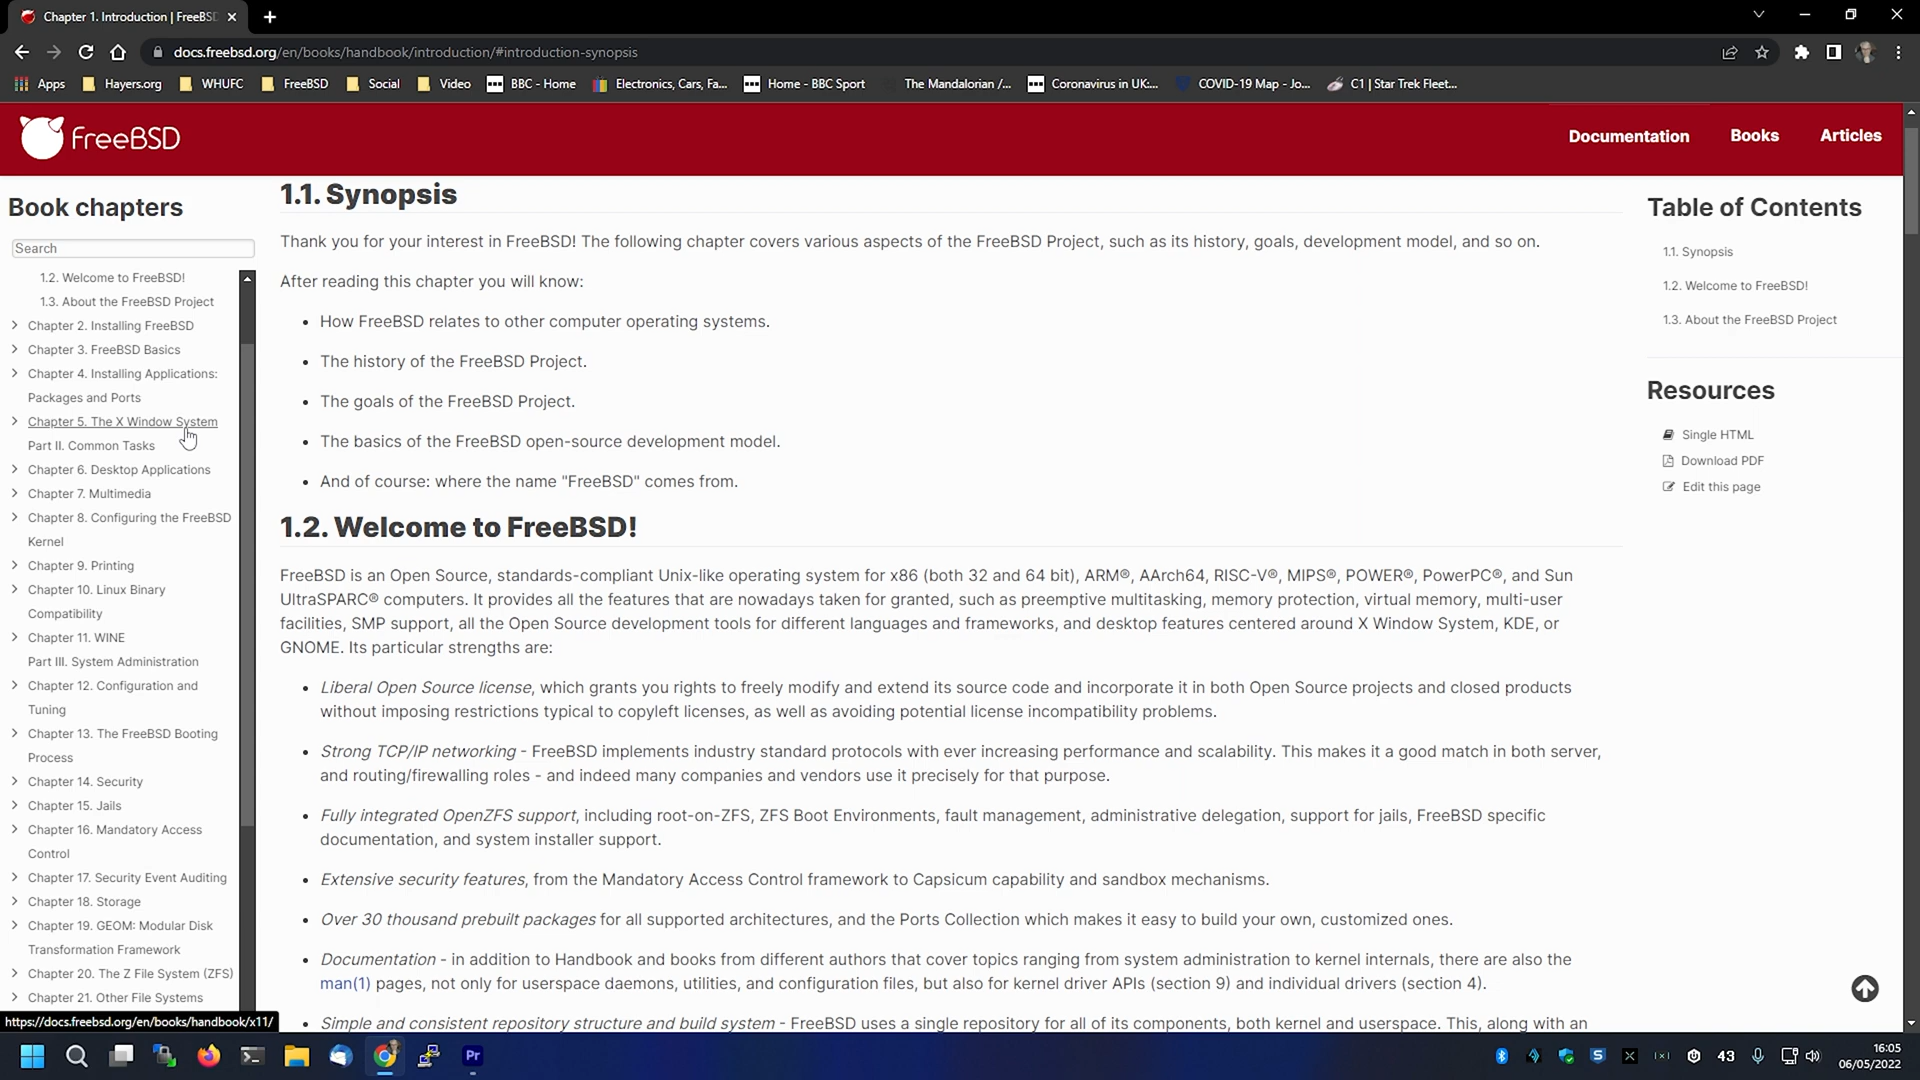 Chapter 1. Introduction | FreeBSD
docs.freebsd.org/en/books/handbook/introduction/#introduction-synopsis
Apps Hayers.org WHUFC FreeBSD Social Video BBC - Home Electronics, Cars, Fa... Home - BBC Sport The Mandalorian /... Coronavirus in UK:... COVID-19 Map - Jo... C1 | Star Trek Fleet...
FreeBSD
Documentation Books Articles
Book chapters
Search
1.2. Welcome to FreeBSD!
1.3. About the FreeBSD Project
Chapter 2. Installing FreeBSD
Chapter 3. FreeBSD Basics
Chapter 4. Installing Applications:
Packages and Ports
Chapter 5. The X Window System
Part II. Common Tasks
Chapter 6. Desktop Applications
Chapter 7. Multimedia
Chapter 8. Configuring the FreeBSD
Kernel
Chapter 9. Printing
Chapter 10. Linux Binary
Compatibility
Chapter 11. WINE
Part III. System Administration
Chapter 12. Configuration and
Tuning
Chapter 13. The FreeBSD Booting
Process
Chapter 14. Security
Chapter 15. Jails
Chapter 16. Mandatory Access
Control
Chapter 17. Security Event Auditing
Chapter 18. Storage
Chapter 19. GEOM: Modular Disk
Transformation Framework
Chapter 20. The Z File System (ZFS)
Chapter 21. Other File Systems
https://docs.freebsd.org/en/books/handbook/x11/
1.1. Synopsis
Thank you for your interest in FreeBSD! The following chapter covers various aspects of the FreeBSD Project, such as its history, goals, development model, and so on.
After reading this chapter you will know:
• How FreeBSD relates to other computer operating systems.
• The history of the FreeBSD Project.
• The goals of the FreeBSD Project.
• The basics of the FreeBSD open-source development model.
• And of course: where the name "FreeBSD" comes from.
1.2. Welcome to FreeBSD!
FreeBSD is an Open Source, standards-compliant Unix-like operating system for x86 (both 32 and 64 bit), ARM®, AArch64, RISC-V®, MIPS®, POWER®, PowerPC®, and Sun
UltraSPARC® computers. It provides all the features that are nowadays taken for granted, such as preemptive multitasking, memory protection, virtual memory, multi-user
facilities, SMP support, all the Open Source development tools for different languages and frameworks, and desktop features centered around X Window System, KDE, or
GNOME. Its particular strengths are:
• Liberal Open Source license, which grants you rights to freely modify and extend its source code and incorporate it in both Open Source projects and closed products
without imposing restrictions typical to copyleft licenses, as well as avoiding potential license incompatibility problems.
• Strong TCP/IP networking - FreeBSD implements industry standard protocols with ever increasing performance and scalability. This makes it a good match in both server,
and routing/firewalling roles - and indeed many companies and vendors use it precisely for that purpose.
• Fully integrated OpenZFS support, including root-on-ZFS, ZFS Boot Environments, fault management, administrative delegation, support for jails, FreeBSD specific
documentation, and system installer support.
• Extensive security features, from the Mandatory Access Control framework to Capsicum capability and sandbox mechanisms.
• Over 30 thousand prebuilt packages for all supported architectures, and the Ports Collection which makes it easy to build your own, customized ones.
• Documentation - in addition to Handbook and books from different authors that cover topics ranging from system administration to kernel internals, there are also the
man(1) pages, not only for userspace daemons, utilities, and configuration files, but also for kernel driver APIs (section 9) and individual drivers (section 4).
• Simple and consistent repository structure and build system - FreeBSD uses a single repository for all of its components, both kernel and userspace. This, along with an
Table of Contents
1.1. Synopsis
1.2. Welcome to FreeBSD!
1.3. About the FreeBSD Project
Resources
Single HTML
Download PDF
Edit this page
Pr
S
43
16:05
06/05/2022